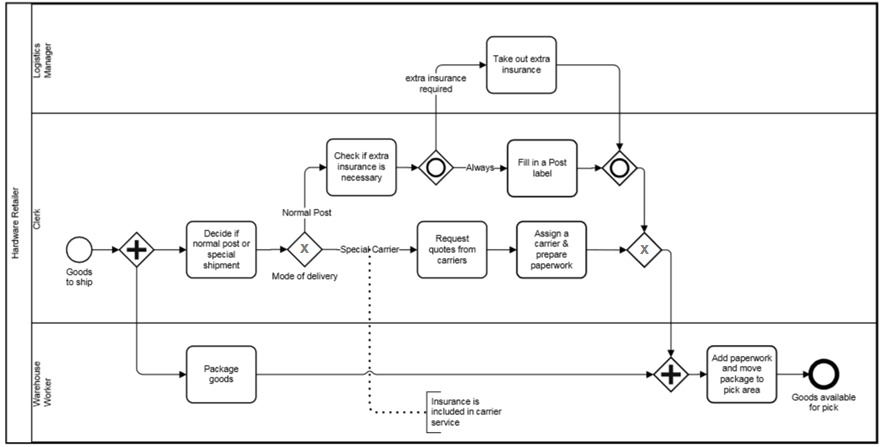 Hardware Retailer
Logistics
Manager
Take out extra
insurance
extra insurance
required
Clerk
Check if extra
insurance is
necessary
Always
Fill in a Post
label
Normal Post
Goods
to ship
Decide if
normal post or
special
shipment
X
Mode of delivery
Special Carrier
Request
quotes from
carriers
Assign a
carrier &
prepare
paperwork
X
Warehouse
Worker
Package
goods
Insurance is
included in carrier
service
Add paperwork
and move
package to
pick area
Goods available
for pick